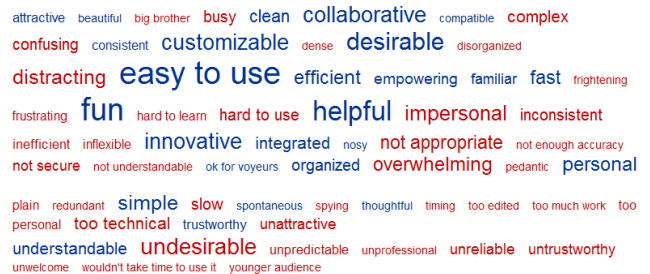 attractive beautiful big brother busy clean collaborative compatible complex
confusing consistent customizable dense desirable disorganized
distracting easy to use efficient empowering familiar fast frightening
frustrating fun hard to learn hard to use helpful impersonal inconsistent
inefficient inflexible innovative integrated nosy not appropriate not enough accuracy
not secure not understandable ok for voyeurs organized overwhelming pedantic personal
plain redundant simple slow spontaneous spying thoughtful timing too edited too much work too
personal too technical trustworthy unattractive
understandable undesirable unpredictable unprofessional unreliable untrustworthy
unwelcome wouldn't take time to use it younger audience